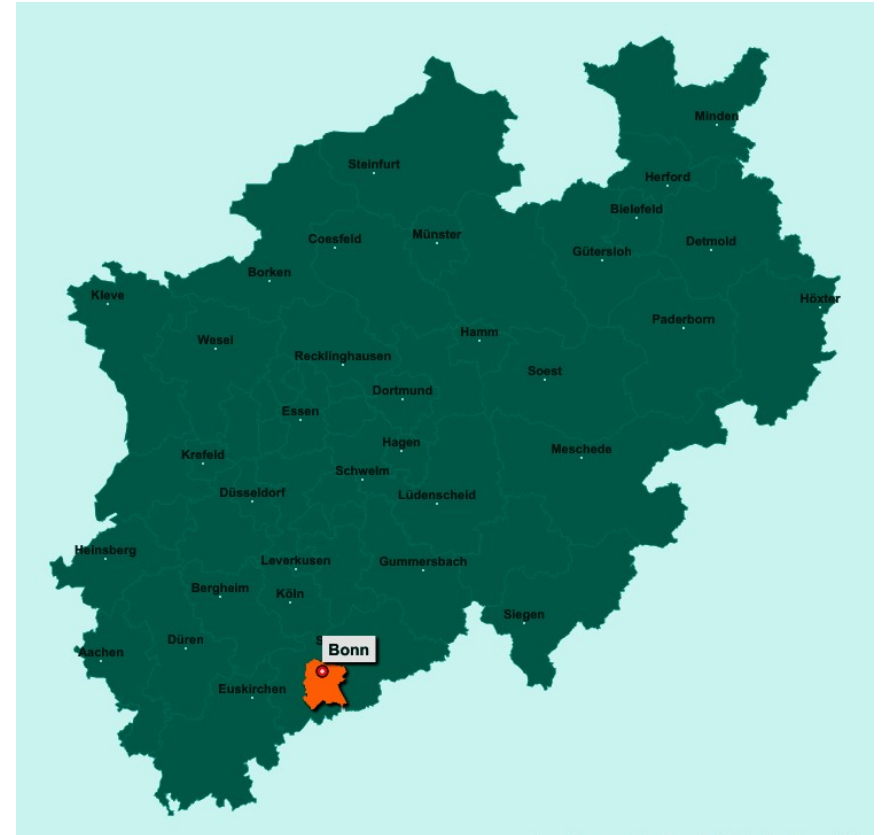 Minden
Steinfurt
Herford
Bielefeld
Coesfeld
Münster
Detmold
Gütersloh
Borken
Kleve
Höxter
Paderborn
Wesel
Hamm
Recklinghausen
Soest
Dortmund
Essen
Hagen
Meschede
Krefeld
Schwelm
Düsseldorf
Lüdenscheid
Heinsberg
Leverkusen
Gummersbach
Bergheim
Köln
Siegen
Düren
Aachen
Bonn
Euskirchen